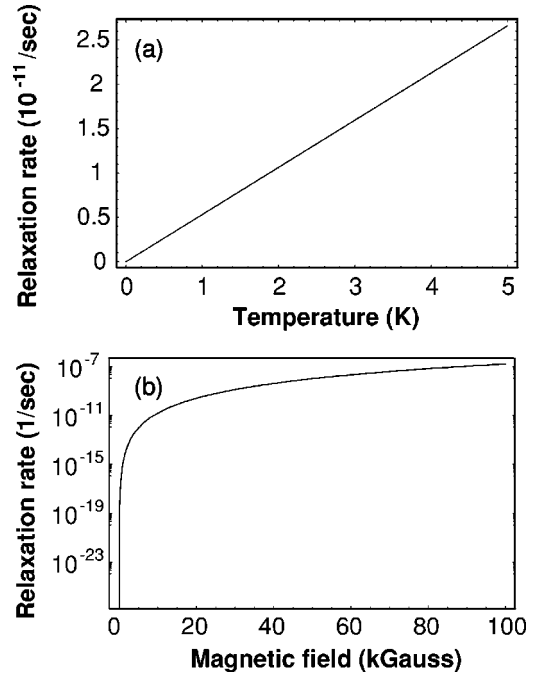 (a)
Relaxation rate (10⁻¹¹/sec)
2.5
2
1.5
1
0.5
0
0 1 2 3 4 5
Temperature (K)
(b)
Relaxation rate (1/sec)
10⁻⁷
10⁻¹¹
10⁻¹⁵
10⁻¹⁹
10⁻²³
0 20 40 60 80 100
Magnetic field (kGauss)